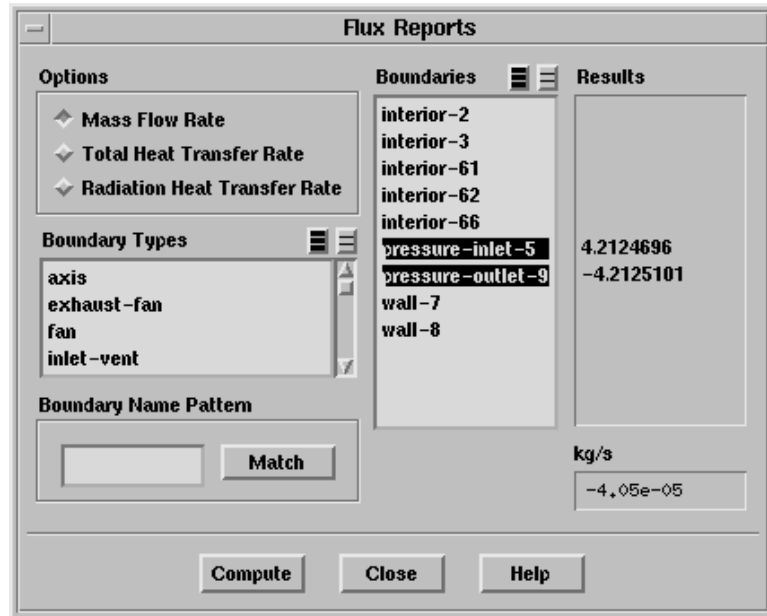 Flux Reports
Options
Mass Flow Rate
Total Heat Transfer Rate
Radiation Heat Transfer Rate
Boundary Types
axis
exhaust-fan
fan
inlet-vent
Boundary Name Pattern
Match
Boundaries
interior-2
interior-3
interior-61
interior-62
interior-66
pressure-inlet-5
pressure-outlet-9
wall-7
wall-8
Results
4.2124696
-4.2125101
kg/s
-4.05e-05
Compute
Close
Help